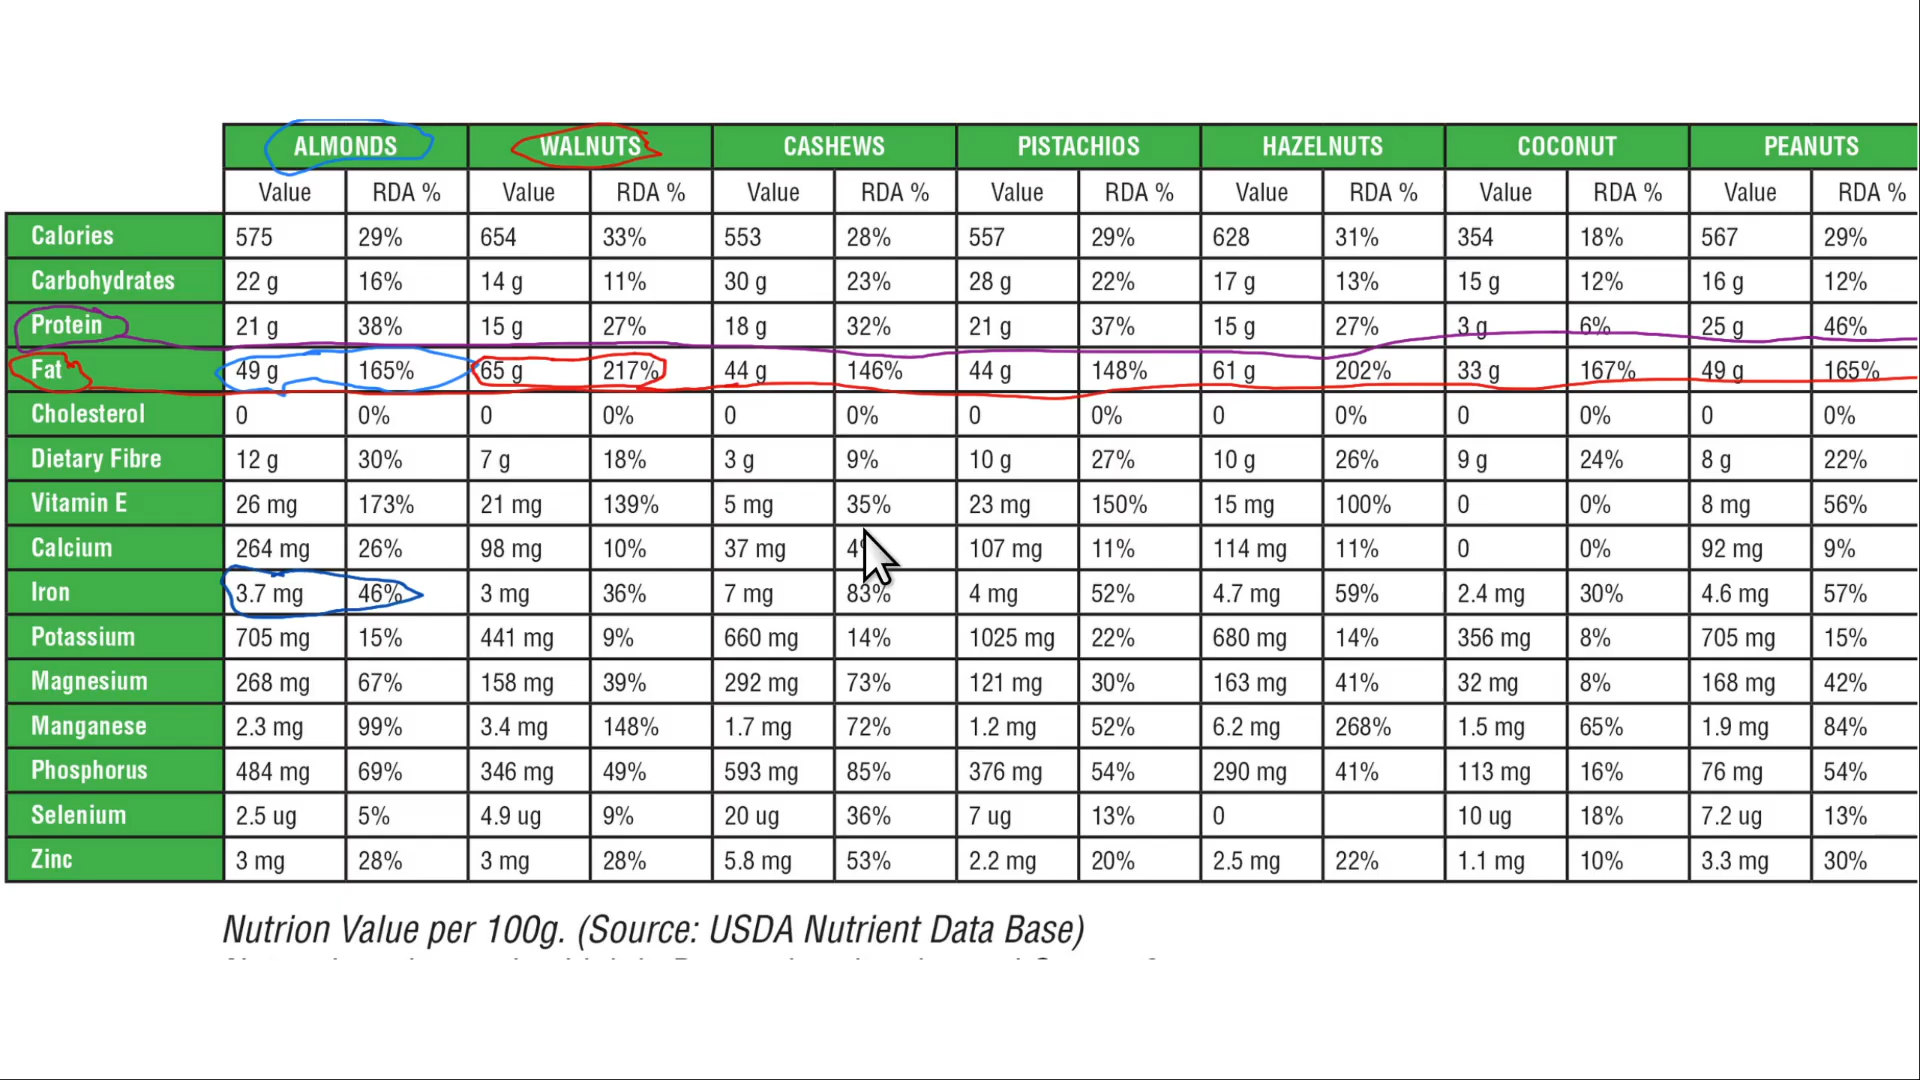 ALMONDS WALNUTS CASHEWS PISTACHIOS HAZELNUTS COCONUT PEANUTS
Value RDA % Value RDA % Value RDA % Value RDA % Value RDA % Value RDA % Value RDA %
Calories 575 29% 654 33% 553 28% 557 29% 628 31% 354 18% 567 29%
Carbohydrates 22 g 16% 14 g 11% 30 g 23% 28 g 22% 17 g 13% 15 g 12% 16 g 12%
Protein 21 g 38% 15 g 27% 18 g 32% 21 g 37% 15 g 27% 3 g 6% 25 g 46%
Fat 49 g 165% 65 g 217% 44 g 146% 44 g 148% 61 g 202% 33 g 167% 49 g 165%
Cholesterol 0 0% 0 0% 0 0% 0 0% 0 0% 0 0% 0 0%
Dietary Fibre 12 g 30% 7 g 18% 3 g 9% 10 g 27% 10 g 26% 9 g 24% 8 g 22%
Vitamin E 26 mg 173% 21 mg 139% 5 mg 35% 23 mg 150% 15 mg 100% 0 0% 8 mg 56%
Calcium 264 mg 26% 98 mg 10% 37 mg 107 mg 11% 114 mg 11% 0 0% 92 mg 9%
Iron 3.7 mg 46% 3 mg 36% 7 mg 83% 4 mg 52% 4.7 mg 59% 2.4 mg 30% 4.6 mg 57%
Potassium 705 mg 15% 441 mg 9% 660 mg 14% 1025 mg 22% 680 mg 14% 356 mg 8% 705 mg 15%
Magnesium 268 mg 67% 158 mg 39% 292 mg 73% 121 mg 30% 163 mg 41% 32 mg 8% 168 mg 42%
Manganese 2.3 mg 99% 3.4 mg 148% 1.7 mg 72% 1.2 mg 52% 6.2 mg 268% 1.5 mg 65% 1.9 mg 84%
Phosphorus 484 mg 69% 346 mg 49% 593 mg 85% 376 mg 54% 290 mg 41% 113 mg 16% 76 mg 54%
Selenium 2.5 ug 5% 4.9 ug 9% 20 ug 36% 7 ug 13% 0 10 ug 18% 7.2 ug 13%
Zinc 3 mg 28% 3 mg 28% 5.8 mg 53% 2.2 mg 20% 2.5 mg 22% 1.1 mg 10% 3.3 mg 30%
Nutrion Value per 100g. (Source: USDA Nutrient Data Base)